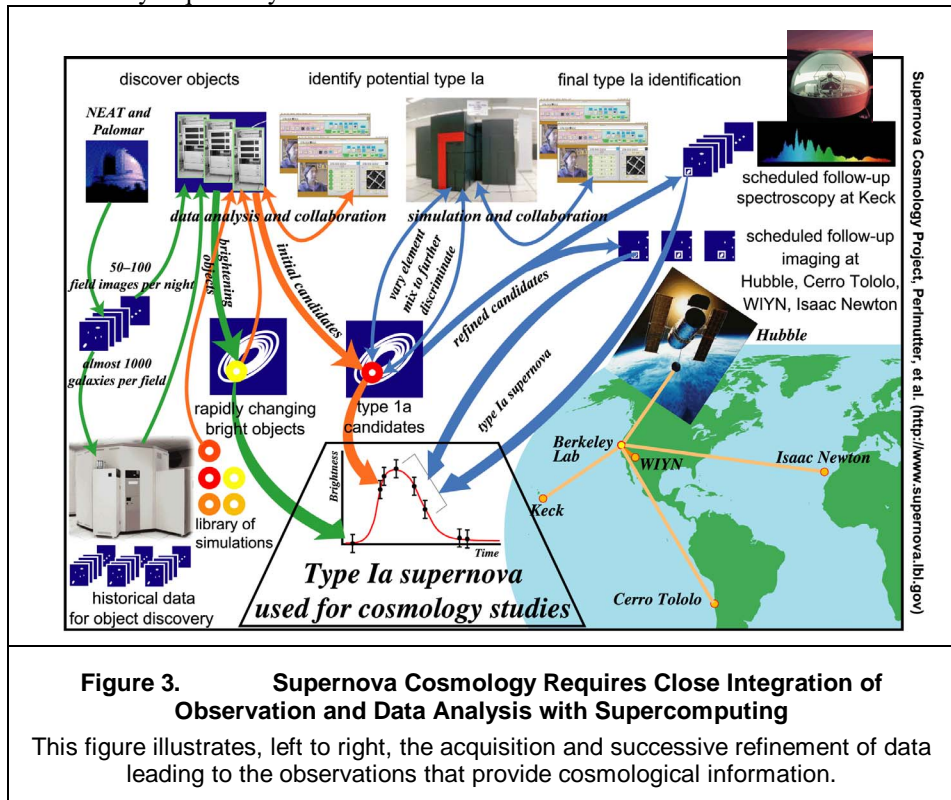 discover objects
identify potential type Ia
final type Ia identification
NEAT and
Palomar
data analysis and collaboration
simulation and collaboration
scheduled follow-up
spectroscopy at Keck
scheduled follow-up
imaging at
Hubble, Cerro Tololo,
WIYN, Isaac Newton
50–100
field images per night
almost 1000
galaxies per field
brightening
objects
initial candidates
vary element
mix to further
discriminate
refined candidates
type Ia supernova
rapidly changing
bright objects
type 1a
candidates
library of
simulations
historical data
for object discovery
Brightness
Time
Type Ia supernova
used for cosmology studies
Hubble
Berkeley
Lab
WIYN
Isaac Newton
Keck
Cerro Tololo
Supernova Cosmology Project, Perlmutter, et al. (http://www.supernova.lbl.gov)
Figure 3. Supernova Cosmology Requires Close Integration of
Observation and Data Analysis with Supercomputing
This figure illustrates, left to right, the acquisition and successive refinement of data
leading to the observations that provide cosmological information.